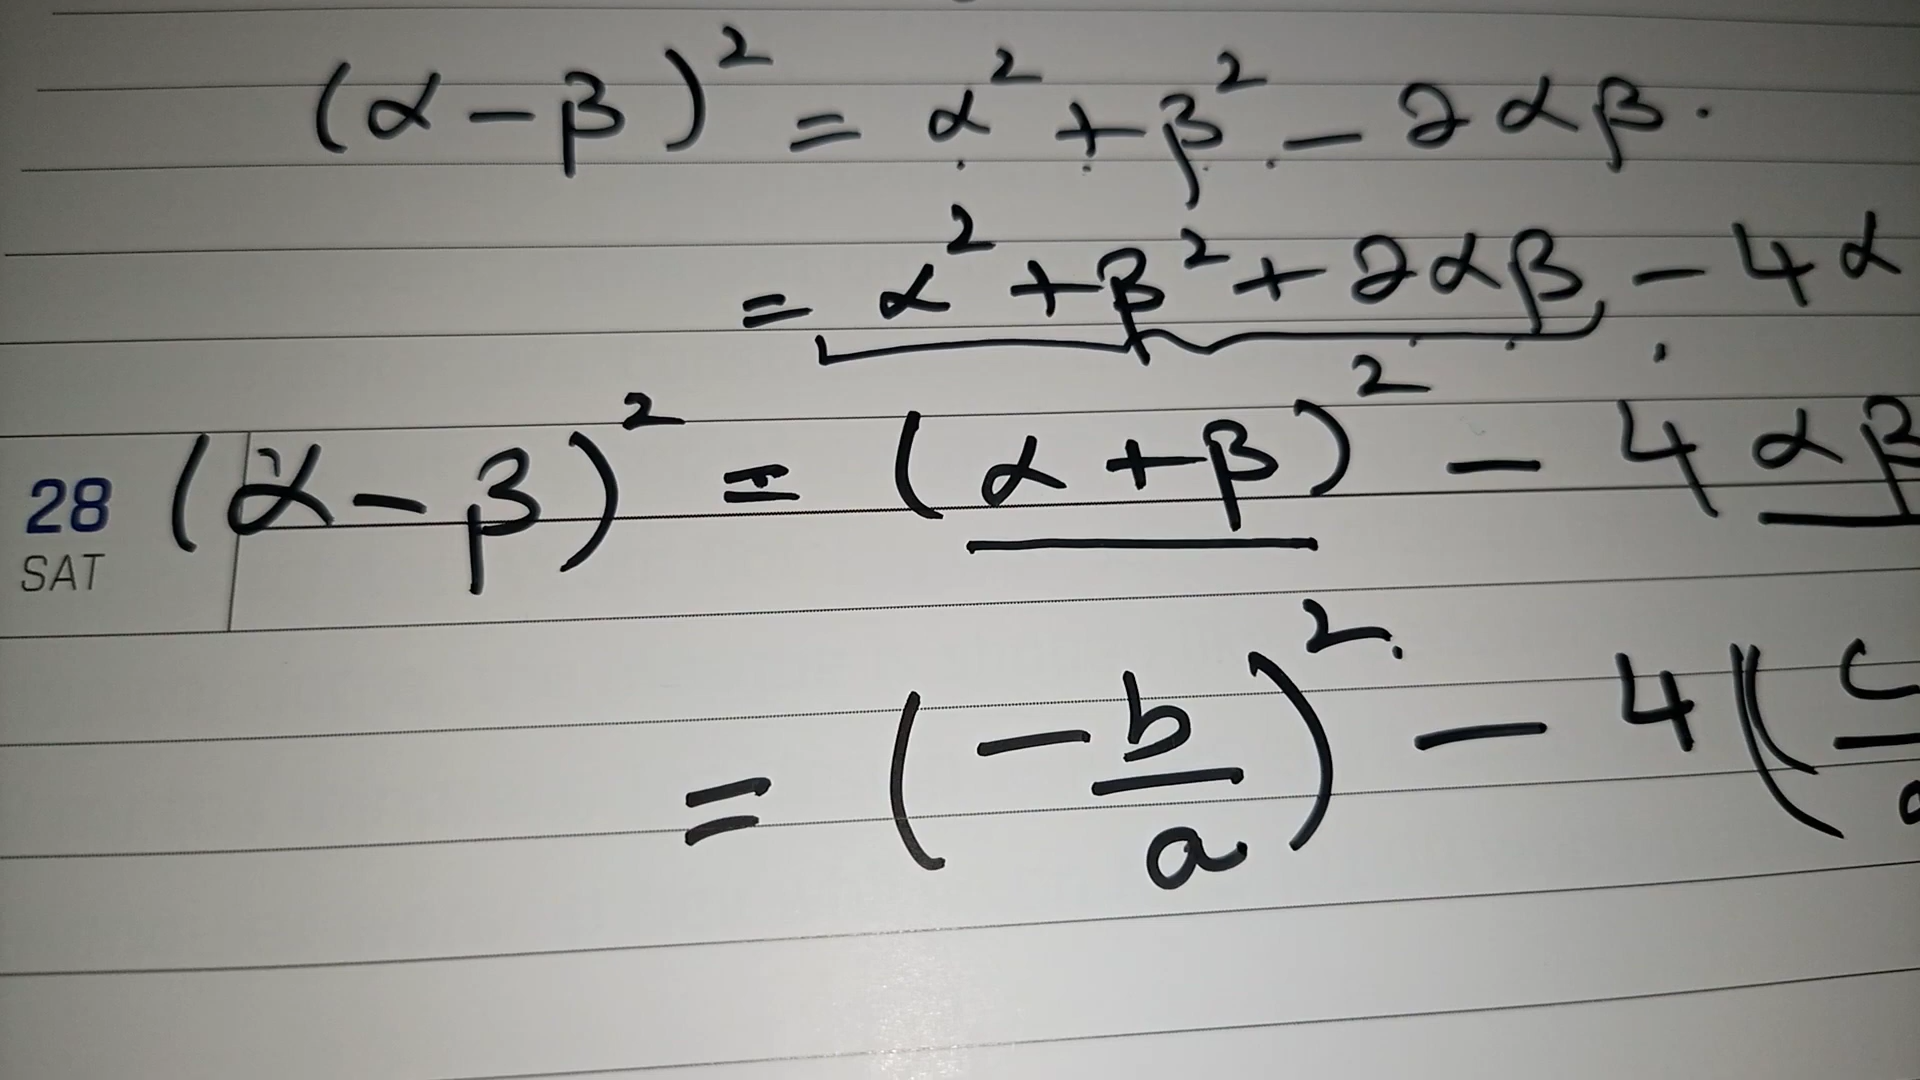 (α - β)² = α² + β² - 2αβ.
= α² + β² + 2αβ - 4α
28 (α - β)² = (α + β)² - 4αβ
SAT
= (-b/a)² - 4(c/a